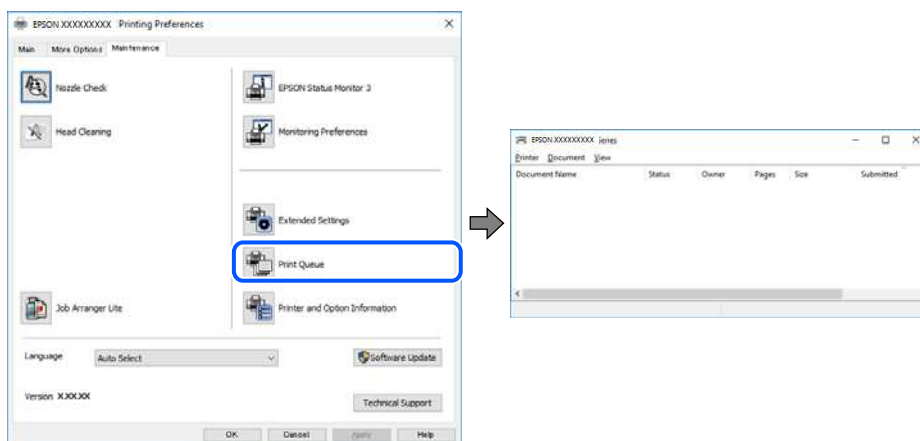 EPSON XXXXXXXXX Printing Preferences
Main More Options Maintenance
Nozzle Check
Head Cleaning
Job Arranger Lite
EPSON Status Monitor 3
Monitoring Preferences
Extended Settings
Print Queue
Printer and Option Information
Language Auto Select
Software Update
Version X.XX.XX
Technical Support
OK Cancel Apply Help
EPSON XXXXXXXXX ieries
Printer Document View
Document Name Status Owner Pages Size Submitted